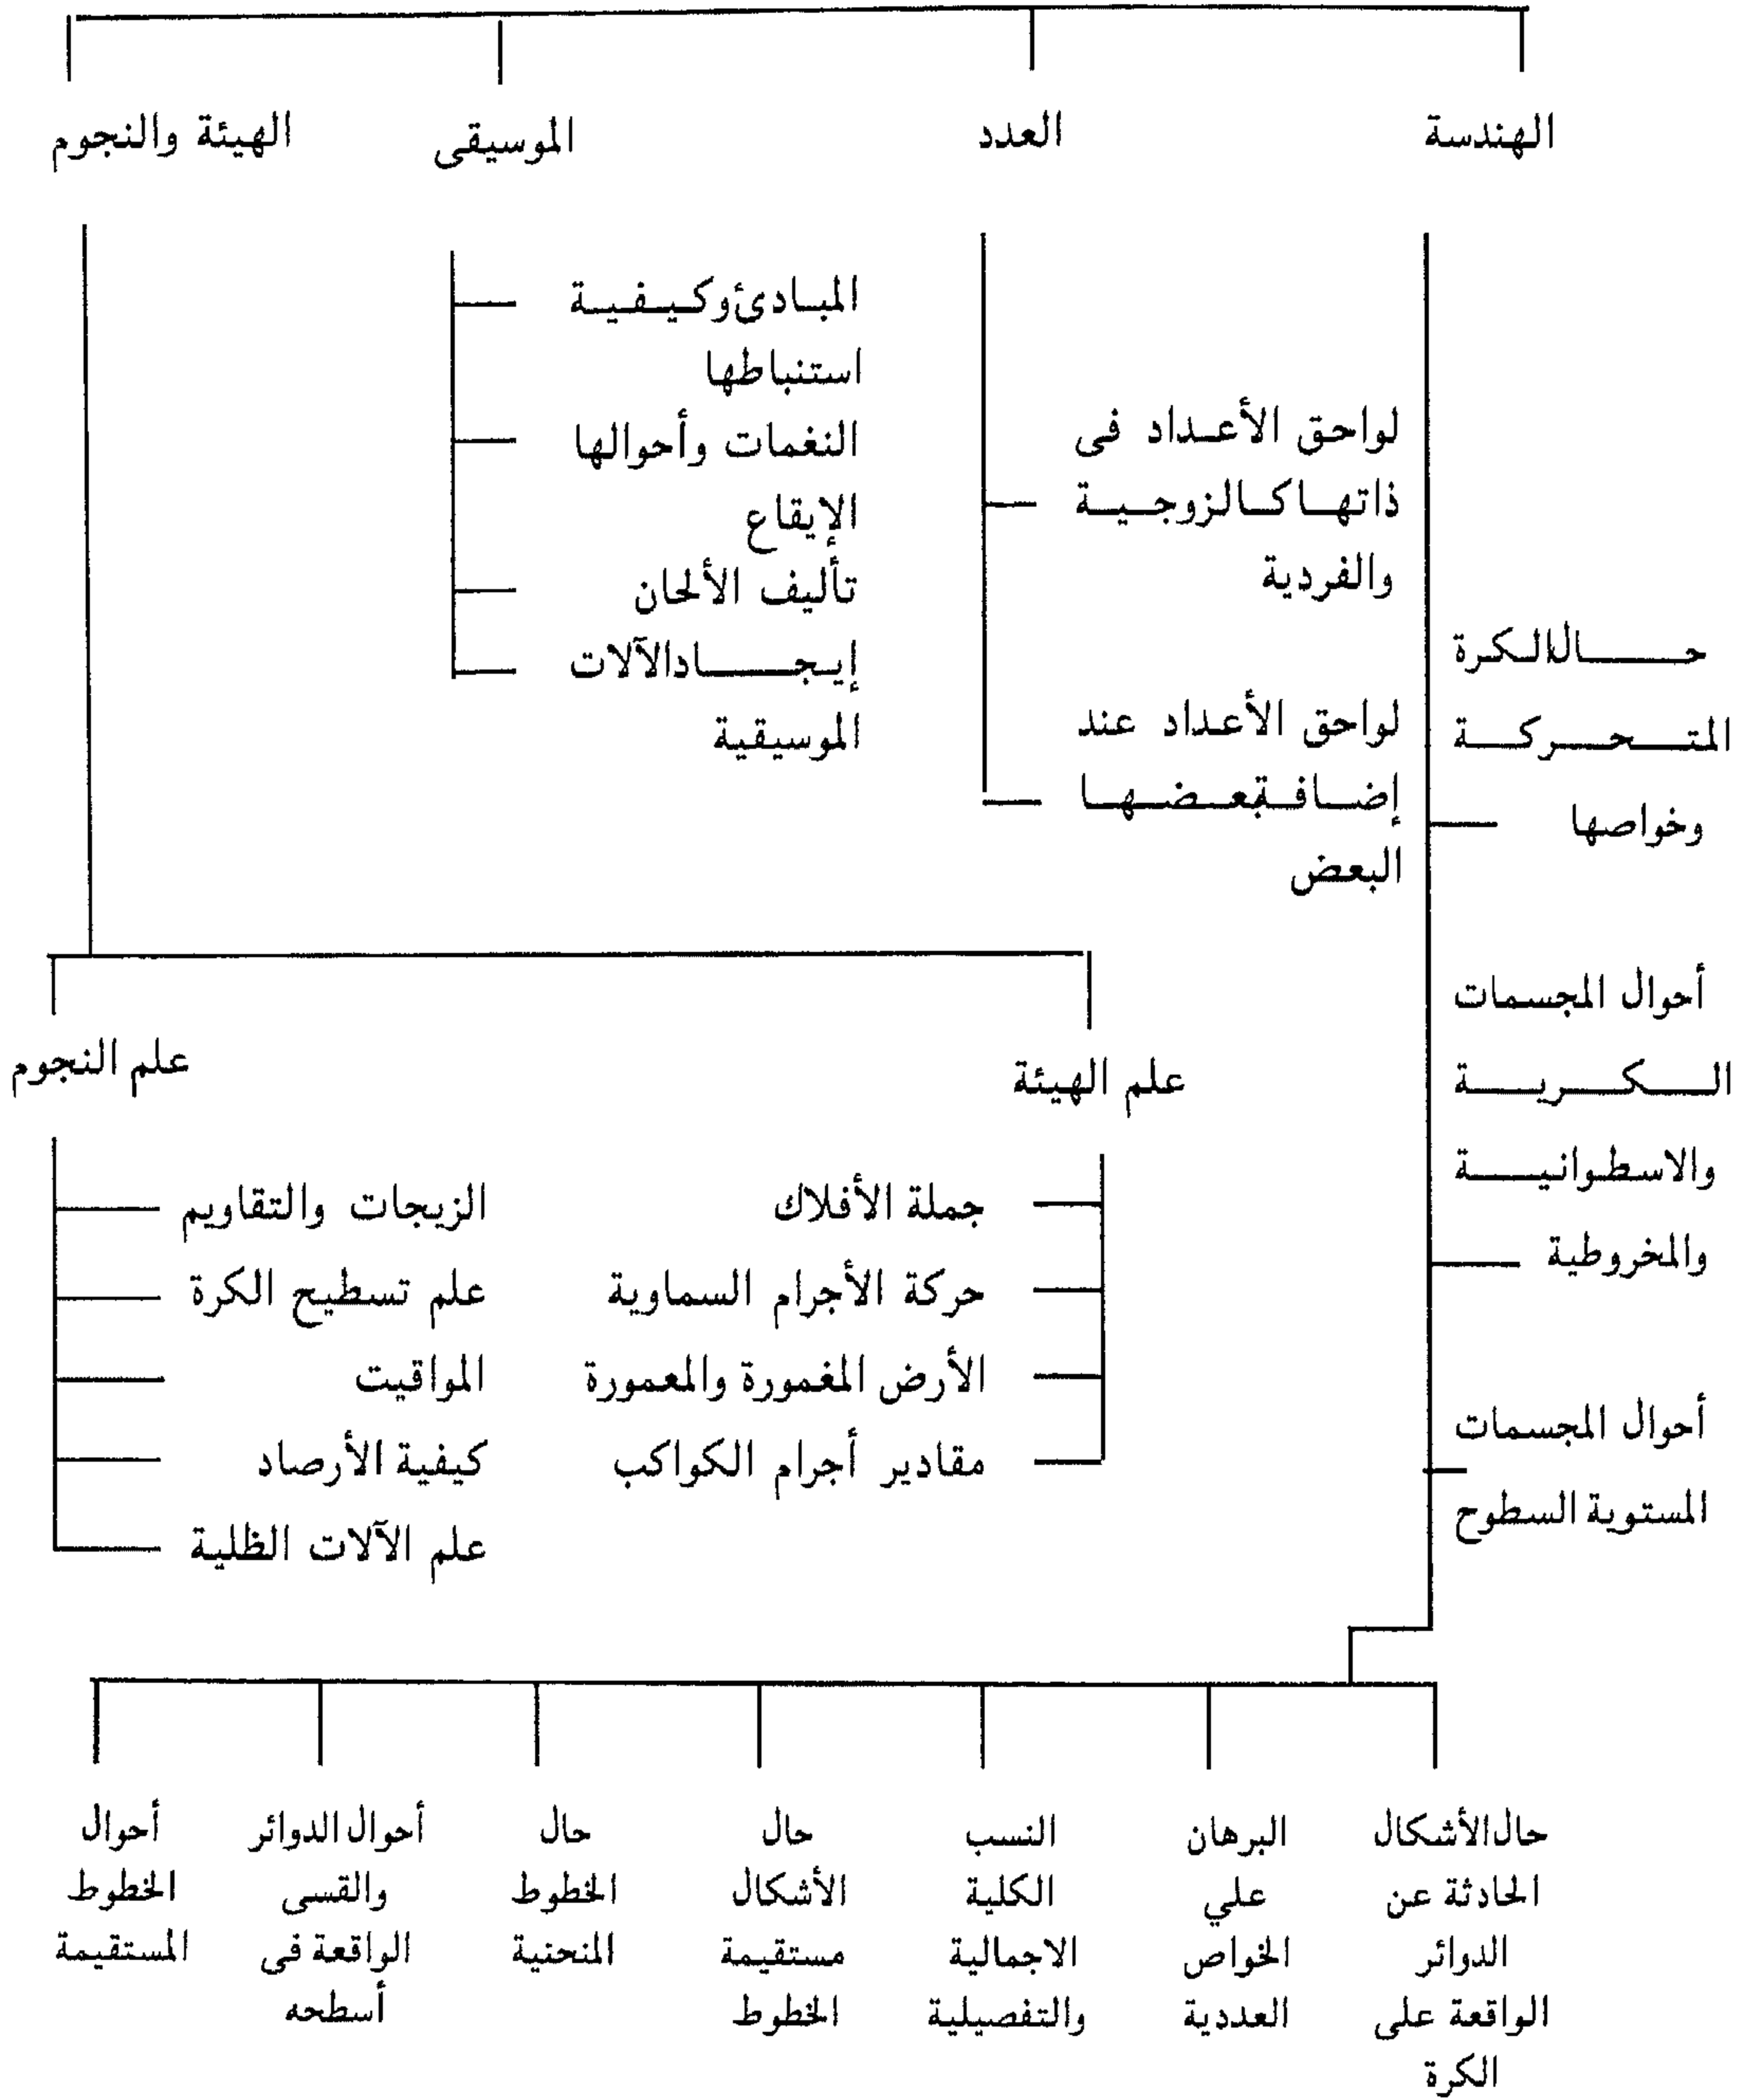 الهندسة
العدد
الموسيقى
الهيئة والنجوم
حال الكرة
المتحركة
وخواصها
أحوال المجسمات
الكرية
والاسطوانية
والمخروطية
أحوال المجسمات
المستوية السطوح
لواحق الأعداد فى
ذاتها كالزوجية
والفردية
لواحق الأعداد عند
إضافة بعضها
البعض
المبادئ وكيفية
استنباطها
النغمات وأحوالها
الإيقاع
تأليف الألحان
إيجاد الآلات
الموسيقية
علم الهيئة
جملة الأفلاك
حركة الأجرام السماوية
الأرض المغمورة والمعمورة
مقادير أجرام الكواكب
علم النجوم
الزيجات والتقاويم
علم تسطيح الكرة
المواقيت
كيفية الأرصاد
علم الآلات الظلية
حال الأشكال
الحادثة عن
الدوائر
الواقعة على
الكرة
البرهان
علي
الخواص
العددية
النسب
الكلية
الاجمالية
والتفصيلية
حال
الأشكال
مستقيمة
الخطوط
حال
الخطوط
المنحنية
أحوال الدوائر
والقسى
الواقعة فى
أسطحه
أحوال
الخطوط
المستقيمة